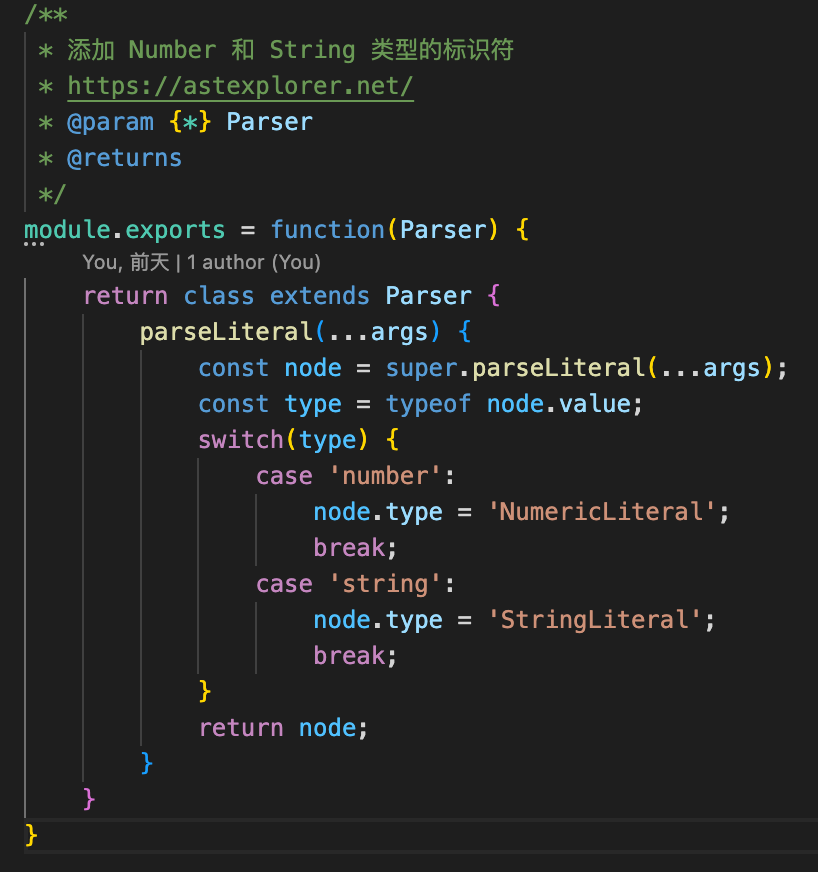 /**
 * 添加 Number 和 String 类型的标识符
 * https://astexplorer.net/
 * @param {*} Parser
 * @returns
 */
module.exports = function(Parser) {
    You, 前天 | 1 author (You)
    return class extends Parser {
        parseLiteral(...args) {
            const node = super.parseLiteral(...args);
            const type = typeof node.value;
            switch(type) {
                case 'number':
                    node.type = 'NumericLiteral';
                    break;
                case 'string':
                    node.type = 'StringLiteral';
                    break;
            }
            return node;
        }
    }
}